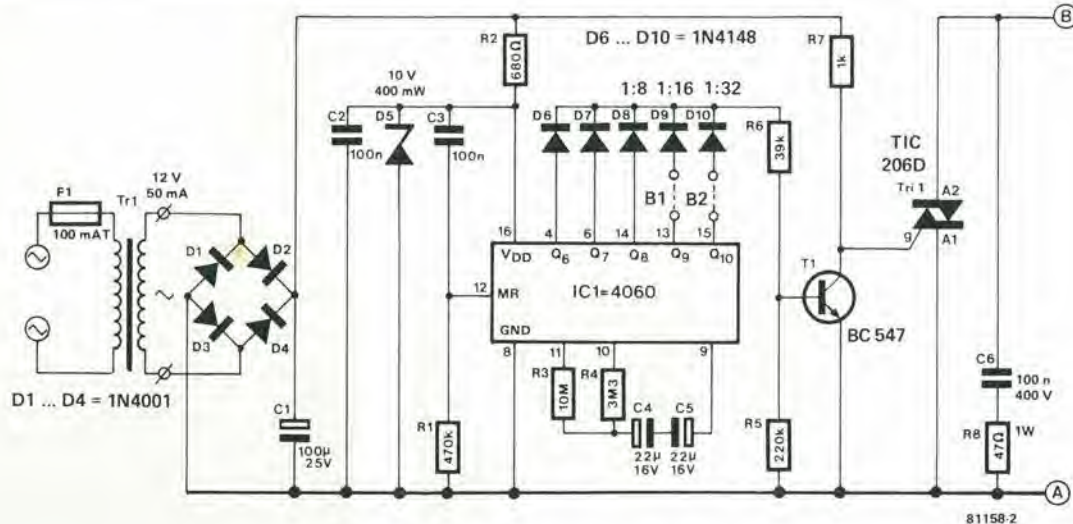 R2
680Ω
D6 ... D10 = 1N4148
R7
1k
10 V
400 mW
1:8 1:16 1:32
C2
100n
D5
C3
100n
D6
D7
D8
D9
D10
R6
39k
TIC
206D
Tri 1
A2
g
A1
B
12 V
50 mA
F1
100 mAT
Tr1
B1
B2
D1
D2
D3
D4
~
16
4
6
14
13
15
VDD
Q6
Q7
Q8
Q9
Q10
12
MR
IC1=4060
GND
8
11
10
9
T1
BC 547
D1 ... D4 = 1N4001
C1
100µ
25V
R1
470k
R3
10M
R4
3M3
C4
22µ
16V
C5
22µ
16V
R5
220k
C6
100 n
400 V
R8
47Ω
1W
A
81158-2